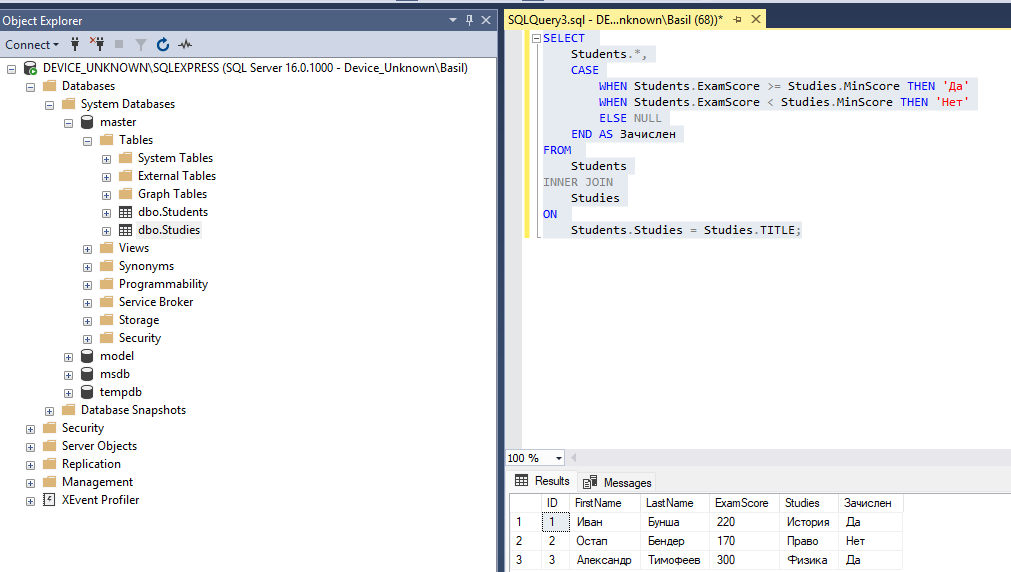 Object Explorer
Connect
DEVICE_UNKNOWN\SQLEXPRESS (SQL Server 16.0.1000 - Device_Unknown\Basil)
Databases
System Databases
master
Tables
System Tables
External Tables
Graph Tables
dbo.Students
dbo.Studies
Views
Synonyms
Programmability
Service Broker
Storage
Security
model
msdb
tempdb
Database Snapshots
Security
Server Objects
Replication
Management
XEvent Profiler
SQLQuery3.sql - DE...nknown\Basil (68))*
SELECT
Students.*,
CASE
WHEN Students.ExamScore >= Studies.MinScore THEN 'Да'
WHEN Students.ExamScore < Studies.MinScore THEN 'Нет'
ELSE NULL
END AS Зачислен
FROM
Students
INNER JOIN
Studies
ON
Students.Studies = Studies.TITLE;
100 %
Results Messages
ID FirstName LastName ExamScore Studies Зачислен
1 1 Иван Бунша 220 История Да
2 2 Остап Бендер 170 Право Нет
3 3 Александр Тимофеев 300 Физика Да